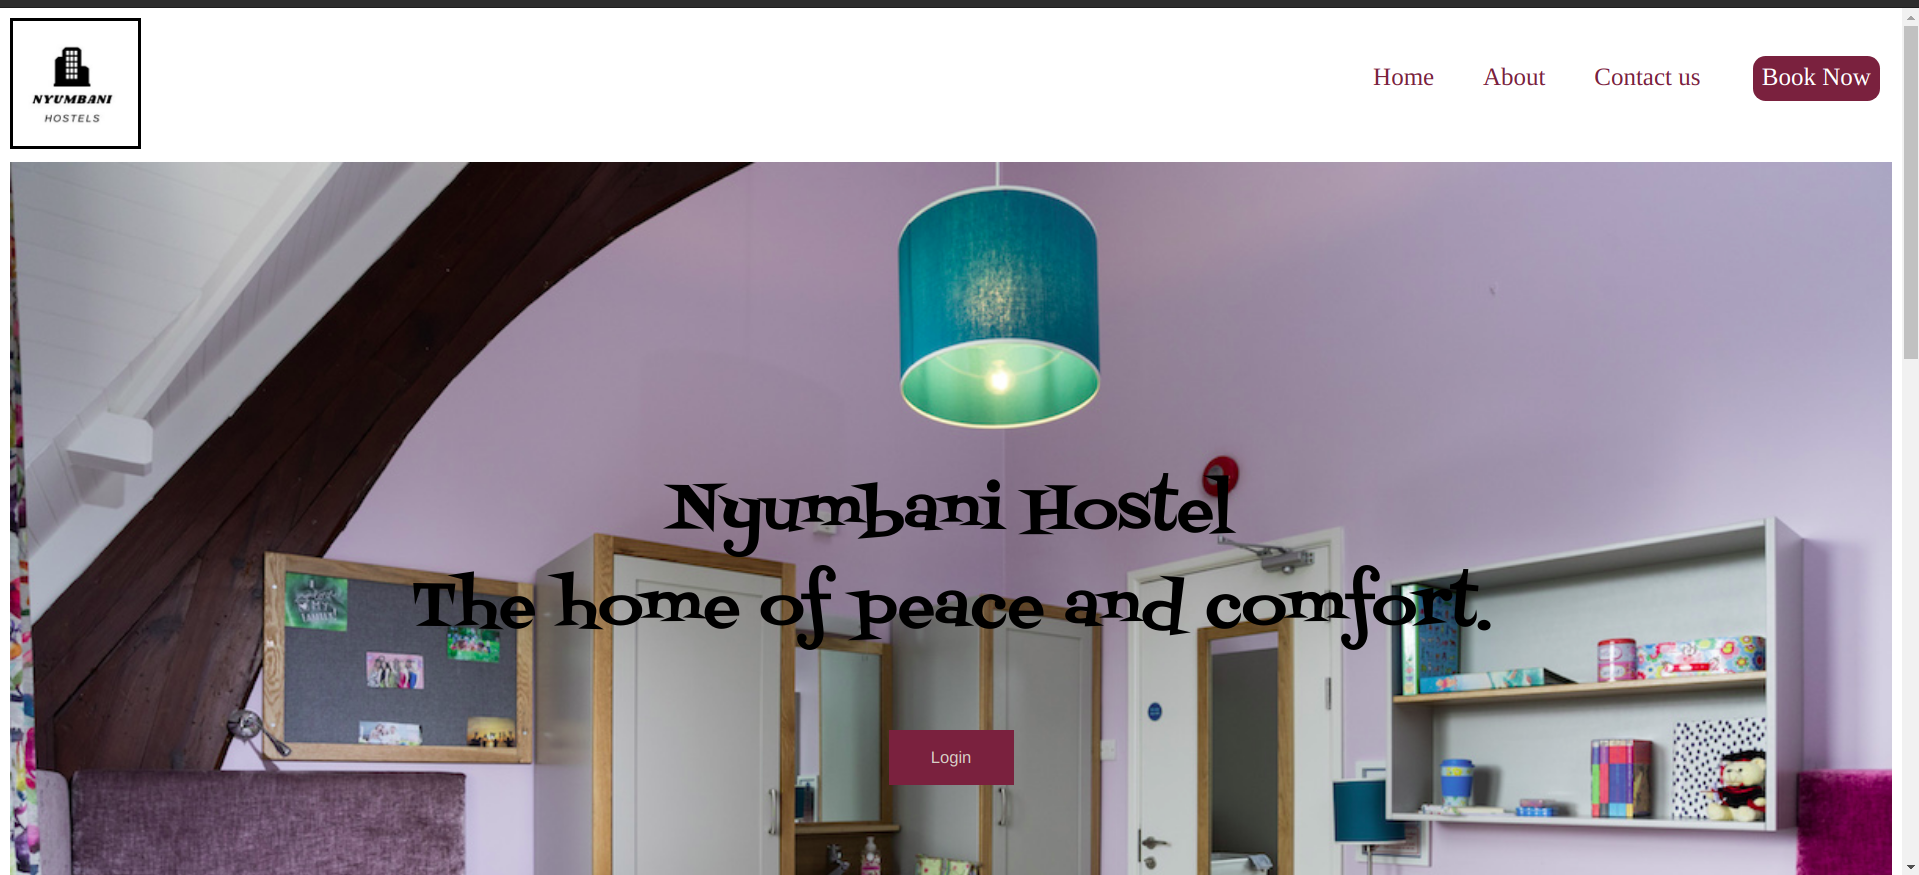 NYUMBANI
HOSTELS
Home
About
Contact us
Book Now
Nyumbani Hostel
The home of peace and comfort.
Login